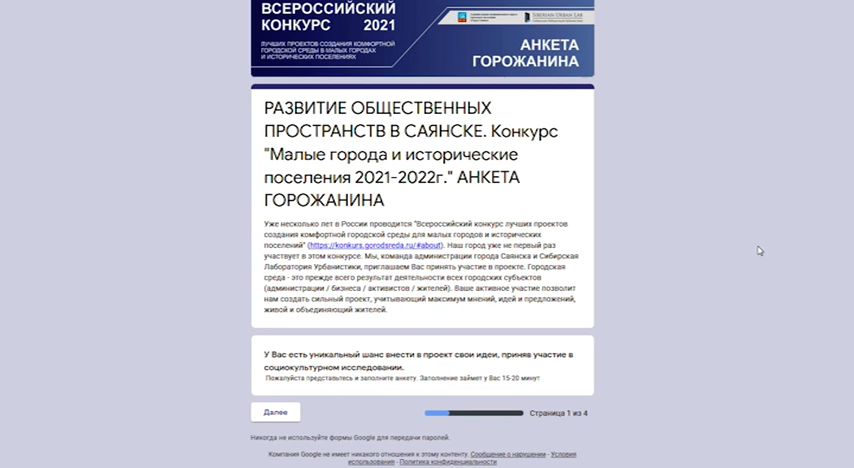 ВСЕРОССИЙСКИЙ
КОНКУРС 2021
ЛУЧШИХ ПРОЕКТОВ СОЗДАНИЯ КОМФОРТНОЙ
ГОРОДСКОЙ СРЕДЫ В МАЛЫХ ГОРОДАХ
И ИСТОРИЧЕСКИХ ПОСЕЛЕНИЯХ
SIBERIAN URBAN LAB
АНКЕТА
ГОРОЖАНИНА
РАЗВИТИЕ ОБЩЕСТВЕННЫХ
ПРОСТРАНСТВ В САЯНСКЕ. Конкурс
"Малые города и исторические
поселения 2021-2022г." АНКЕТА
ГОРОЖАНИНА
Уже несколько лет в России проводится "Всероссийский конкурс лучших проектов
создания комфортной городской среды для малых городов и исторических
поселений" (https://konkurs.gorodsreda.ru/#about). Наш город уже не первый раз
участвует в этом конкурсе. Мы, команда администрации города Саянска и Сибирская
Лаборатория Урбанистики, приглашаем Вас принять участие в проекте. Городская
среда - это прежде всего результат деятельности всех городских субъектов
(администрации / бизнеса / активистов / жителей). Ваше активное участие позволит
нам создать сильный проект, учитывающий максимум мнений, идей и предложений,
живой и объединяющий жителей.
У Вас есть уникальный шанс внести в проект свои идеи, приняв участие в
социокультурном исследовании.
Пожалуйста представьтесь и заполните анкету. Заполнение займет у Вас 15-20 минут
Далее
Страница 1 из 4
Никогда не используйте формы Google для передачи паролей.
Компания Google не имеет никакого отношения к этому контенту. Сообщение о нарушении - Условия
использования - Политика конфиденциальности